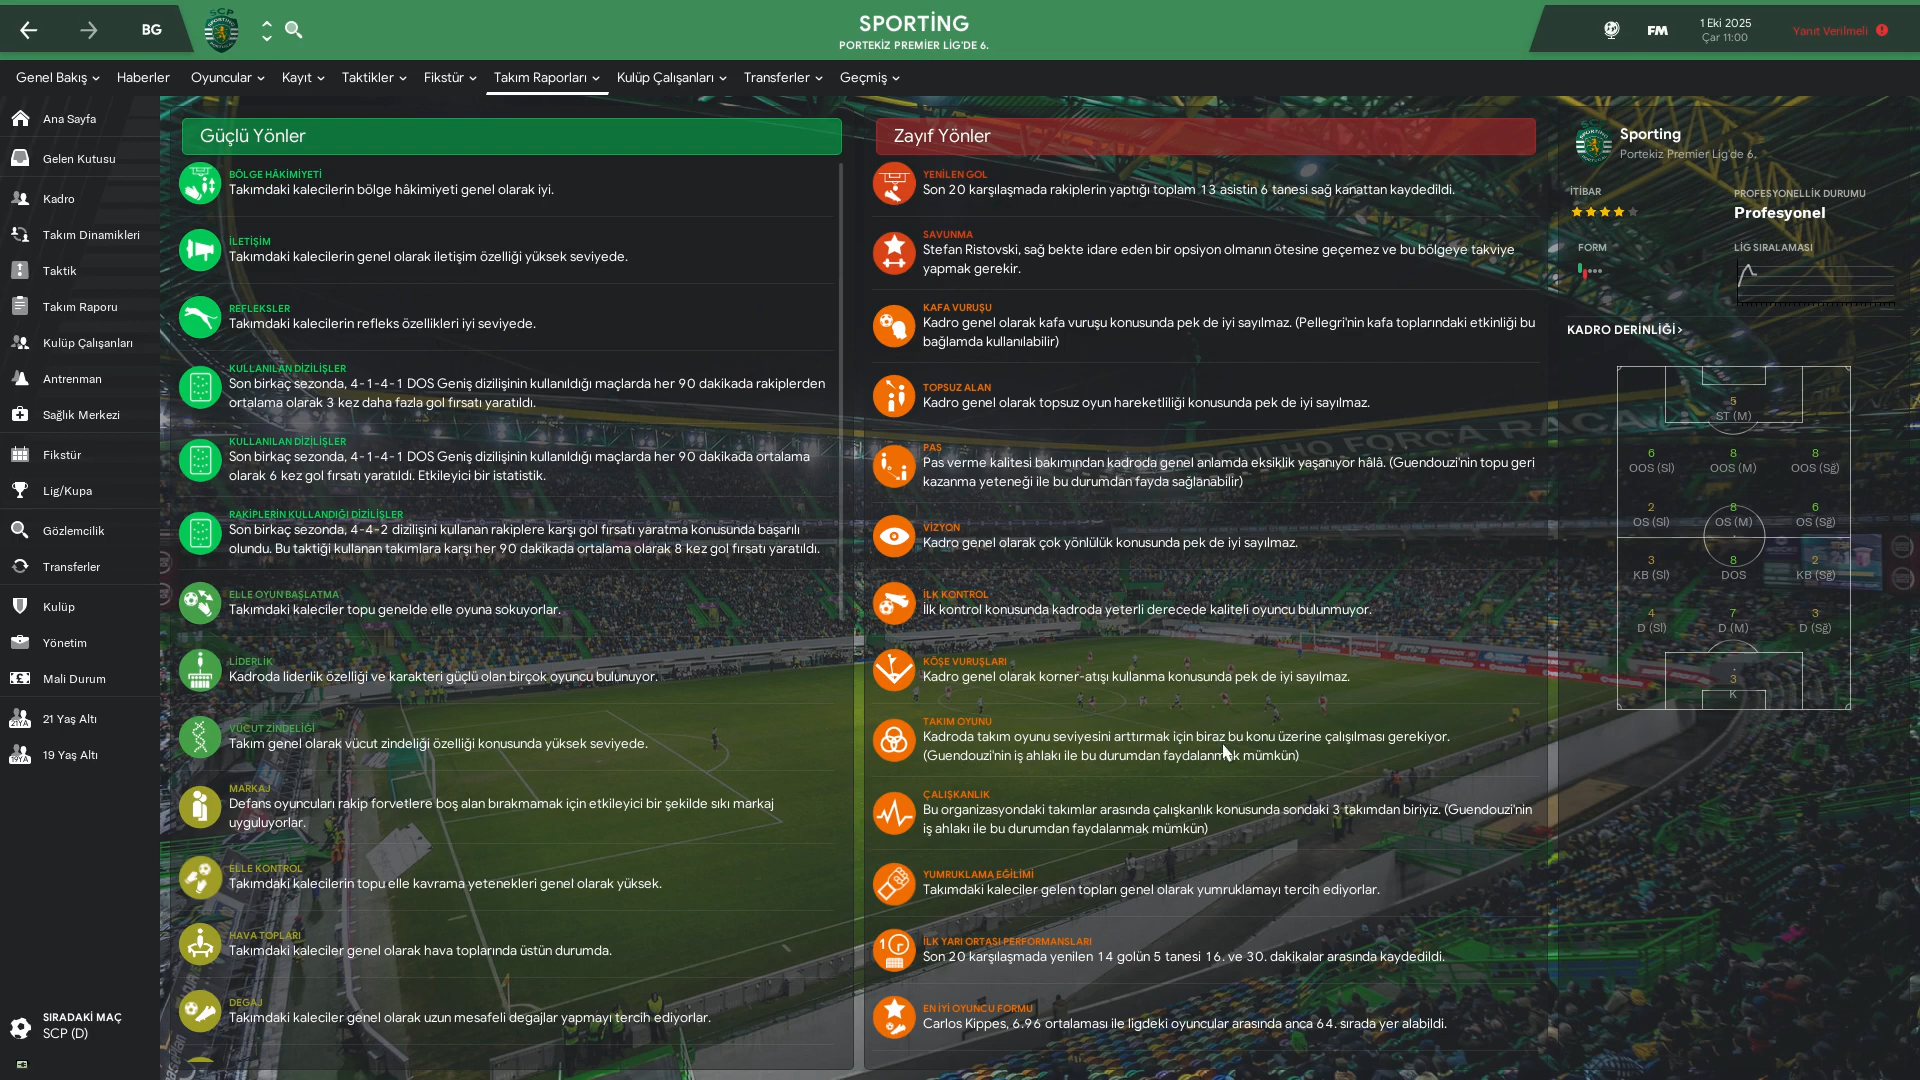 BG
SPORTİNG
PORTEKİZ PREMİER LİG'DE 6.
FM
1 Eki 2025
Çar 11:00
Yanıt Verilmeli
Genel Bakış
Haberler
Oyuncular
Kayıt
Taktikler
Fikstür
Takım Raporları
Kulüp Çalışanları
Transferler
Geçmiş
Ana Sayfa
Gelen Kutusu
Kadro
Takım Dinamikleri
Taktik
Takım Raporu
Kulüp Çalışanları
Antrenman
Sağlık Merkezi
Fikstür
Lig/Kupa
Gözlemcilik
Transferler
Kulüp
Yönetim
Mali Durum
21YA
21 Yaş Altı
19YA
19 Yaş Altı
SIRADAKİ MAÇ
SCP (D)
Güçlü Yönler
BÖLGE HÂKİMİYETİ
Takımdaki kalecilerin bölge hâkimiyeti genel olarak iyi.
İLETİŞİM
Takımdaki kalecilerin genel olarak iletişim özelliği yüksek seviyede.
REFLEKSLER
Takımdaki kalecilerin refleks özellikleri iyi seviyede.
KULLANILAN DİZİLİŞLER
Son birkaç sezonda, 4-1-4-1 DOS Geniş dizilişinin kullanıldığı maçlarda her 90 dakikada rakiplerden
ortalama olarak 3 kez daha fazla gol fırsatı yaratıldı.
KULLANILAN DİZİLİŞLER
Son birkaç sezonda, 4-1-4-1 DOS Geniş dizilişinin kullanıldığı maçlarda her 90 dakikada ortalama
olarak 6 kez gol fırsatı yaratıldı. Etkileyici bir istatistik.
RAKİPLERİN KULLANDIĞI DİZİLİŞLER
Son birkaç sezonda, 4-4-2 dizilişini kullanan rakiplere karşı gol fırsatı yaratma konusunda başarılı
olundu. Bu taktiği kullanan takımlara karşı her 90 dakikada ortalama olarak 8 kez gol fırsatı yaratıldı.
ELLE OYUN BAŞLATMA
Takımdaki kaleciler topu genelde elle oyuna sokuyorlar.
LİDERLİK
Kadroda liderlik özelliği ve karakteri güçlü olan birçok oyuncu bulunuyor.
VÜCUT ZİNDELİĞİ
Takım genel olarak vücut zindeliği özelliği konusunda yüksek seviyede.
MARKAJ
Defans oyuncuları rakip forvetlere boş alan bırakmamak için etkileyici bir şekilde sıkı markaj
uyguluyorlar.
ELLE KONTROL
Takımdaki kalecilerin topu elle kavrama yetenekleri genel olarak yüksek.
HAVA TOPLARI
Takımdaki kaleciler genel olarak hava toplarında üstün durumda.
DEGAJ
Takımdaki kaleciler genel olarak uzun mesafeli degajlar yapmayı tercih ediyorlar.
Zayıf Yönler
YENİLEN GOL
Son 20 karşılaşmada rakiplerin yaptığı toplam 13 asistin 6 tanesi sağ kanattan kaydedildi.
SAVUNMA
Stefan Ristovski, sağ bekte idare eden bir opsiyon olmanın ötesine geçemez ve bu bölgeye takviye
yapmak gerekir.
KAFA VURUŞU
Kadro genel olarak kafa vuruşu konusunda pek de iyi sayılmaz. (Pellegri'nin kafa toplarındaki etkinliği bu
bağlamda kullanılabilir)
TOPSUZ ALAN
Kadro genel olarak topsuz oyun hareketliliği konusunda pek de iyi sayılmaz.
PAS
Pas verme kalitesi bakımından kadroda genel anlamda eksiklik yaşanıyor hâlâ. (Guendouzi'nin topu geri
kazanma yeteneği ile bu durumdan fayda sağlanabilir)
VİZYON
Kadro genel olarak çok yönlülük konusunda pek de iyi sayılmaz.
İLK KONTROL
İlk kontrol konusunda kadroda yeterli derecede kaliteli oyuncu bulunmuyor.
KÖŞE VURUŞLARI
Kadro genel olarak korner-atışı kullanma konusunda pek de iyi sayılmaz.
TAKIM OYUNU
Kadroda takım oyunu seviyesini arttırmak için biraz bu konu üzerine çalışılması gerekiyor.
(Guendouzi'nin iş ahlakı ile bu durumdan faydalanmak mümkün)
ÇALIŞKANLIK
Bu organizasyondaki takımlar arasında çalışkanlık konusunda sondaki 3 takımdan biriyiz. (Guendouzi'nin
iş ahlakı ile bu durumdan faydalanmak mümkün)
YUMRUKLAMA EĞİLİMİ
Takımdaki kaleciler gelen topları genel olarak yumruklamayı tercih ediyorlar.
İLK YARI ORTASI PERFORMANSLARI
Son 20 karşılaşmada yenilen 14 golün 5 tanesi 16. ve 30. dakikalar arasında kaydedildi.
EN İYİ OYUNCU FORMU
Carlos Kippes, 6.96 ortalaması ile ligdeki oyuncular arasında anca 64. sırada yer alabildi.
Sporting
Portekiz Premier Lig'de 6.
İTİBAR
PROFESYONELLİK DURUMU
Profesyonel
FORM
LİG SIRALAMASI
KADRO DERİNLİĞİ
5
ST (M)
6 8 8
OOS (Sl) OOS (M) OOS (Sğ)
2 8 6
OS (Sl) OS (M) OS (Sğ)
3 8 2
KB (Sl) DOS KB (Sğ)
4 7 3
D (Sl) D (M) D (Sğ)
3
K